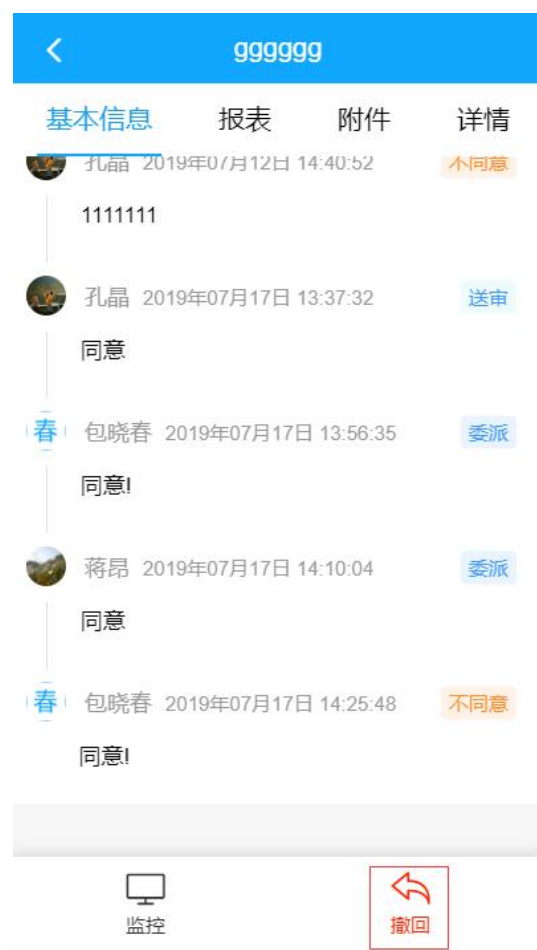 gggggg
基本信息 报表 附件 详情
孔晶 2019年07月12日 14:40:52 不同意
1111111
孔晶 2019年07月17日 13:37:32 送审
同意
春 包晓春 2019年07月17日 13:56:35 委派
同意!
蒋昂 2019年07月17日 14:10:04 委派
同意
春 包晓春 2019年07月17日 14:25:48 不同意
同意!
监控 撤回